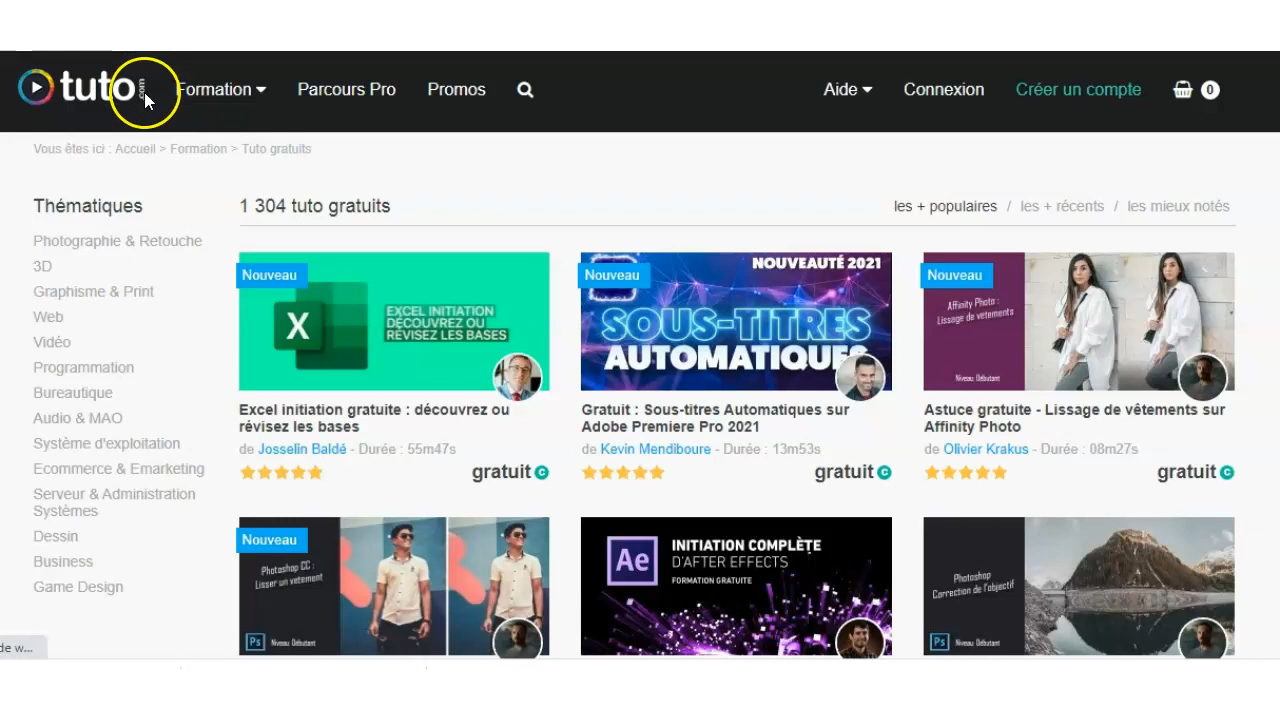 tuto.com
Formation
Parcours Pro
Promos
Aide
Connexion
Créer un compte
0
Vous êtes ici : Accueil > Formation > Tuto gratuits
Thématiques
Photographie & Retouche
3D
Graphisme & Print
Web
Vidéo
Programmation
Bureautique
Audio & MAO
Système d'exploitation
Ecommerce & Emarketing
Serveur & Administration
Systèmes
Dessin
Business
Game Design
1 304 tuto gratuits
les + populaires / les + récents / les mieux notés
Nouveau
X
EXCEL INITIATION
DÉCOUVREZ OU
RÉVISEZ LES BASES
Excel initiation gratuite : découvrez ou
révisez les bases
de Josselin Baldé - Durée : 55m47s
gratuit
Nouveau
NOUVEAUTÉ 2021
SOUS-TITRES
AUTOMATIQUES
Gratuit : Sous-titres Automatiques sur
Adobe Premiere Pro 2021
de Kevin Mendiboure - Durée : 13m53s
gratuit
Nouveau
Affinity Photo :
Lissage de vetements
Niveau Débutant
Astuce gratuite - Lissage de vêtements sur
Affinity Photo
de Olivier Krakus - Durée : 08m27s
gratuit
Nouveau
Photoshop CC :
Lisser un vetement
Ps
Niveau Débutant
Ae
INITIATION COMPLÈTE
D'AFTER EFFECTS
FORMATION GRATUITE
Photoshop
Correction de l'objectif
Ps
Niveau Débutant
de w...